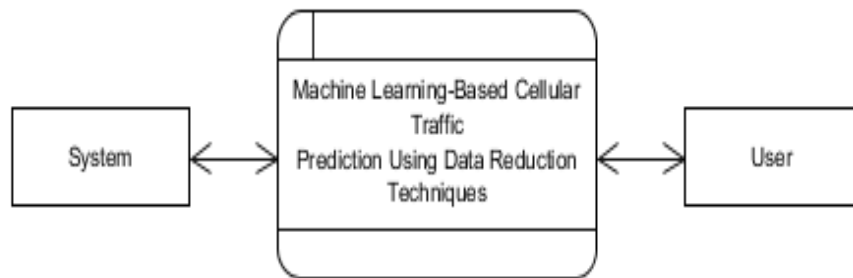 System
Machine Learning-Based Cellular
Traffic
Prediction Using Data Reduction
Techniques
User